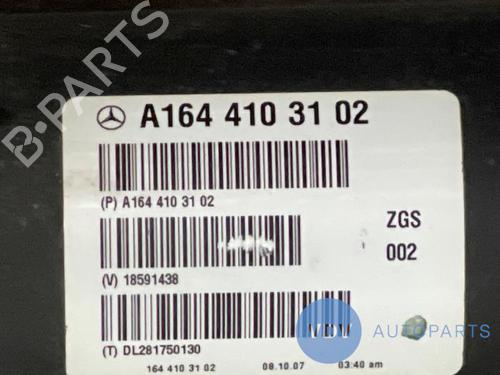 A164 410 31 02
(P) A164 410 31 02
ZGS
002
(V) 18591438
(T) DL281750130
164 410 31 02 08.10.07 03:40 am
B-PARTS
VDV AUTOPARTS